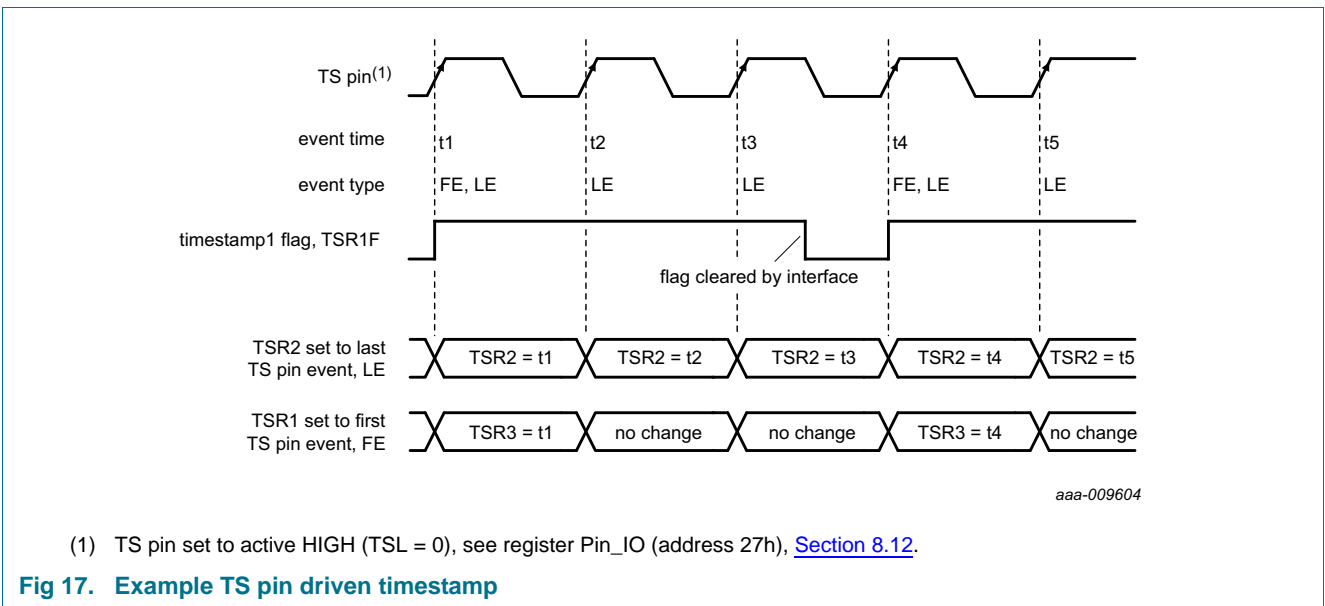 TS pin(1)
event time t1 t2 t3 t4 t5
event type FE, LE LE LE FE, LE LE
timestamp1 flag, TSR1F
flag cleared by interface
TSR2 set to last
TS pin event, LE
TSR2 = t1 TSR2 = t2 TSR2 = t3 TSR2 = t4 TSR2 = t5
TSR1 set to first
TS pin event, FE
TSR3 = t1 no change no change TSR3 = t4 no change
aaa-009604
(1) TS pin set to active HIGH (TSL = 0), see register Pin_IO (address 27h), Section 8.12.
Fig 17. Example TS pin driven timestamp